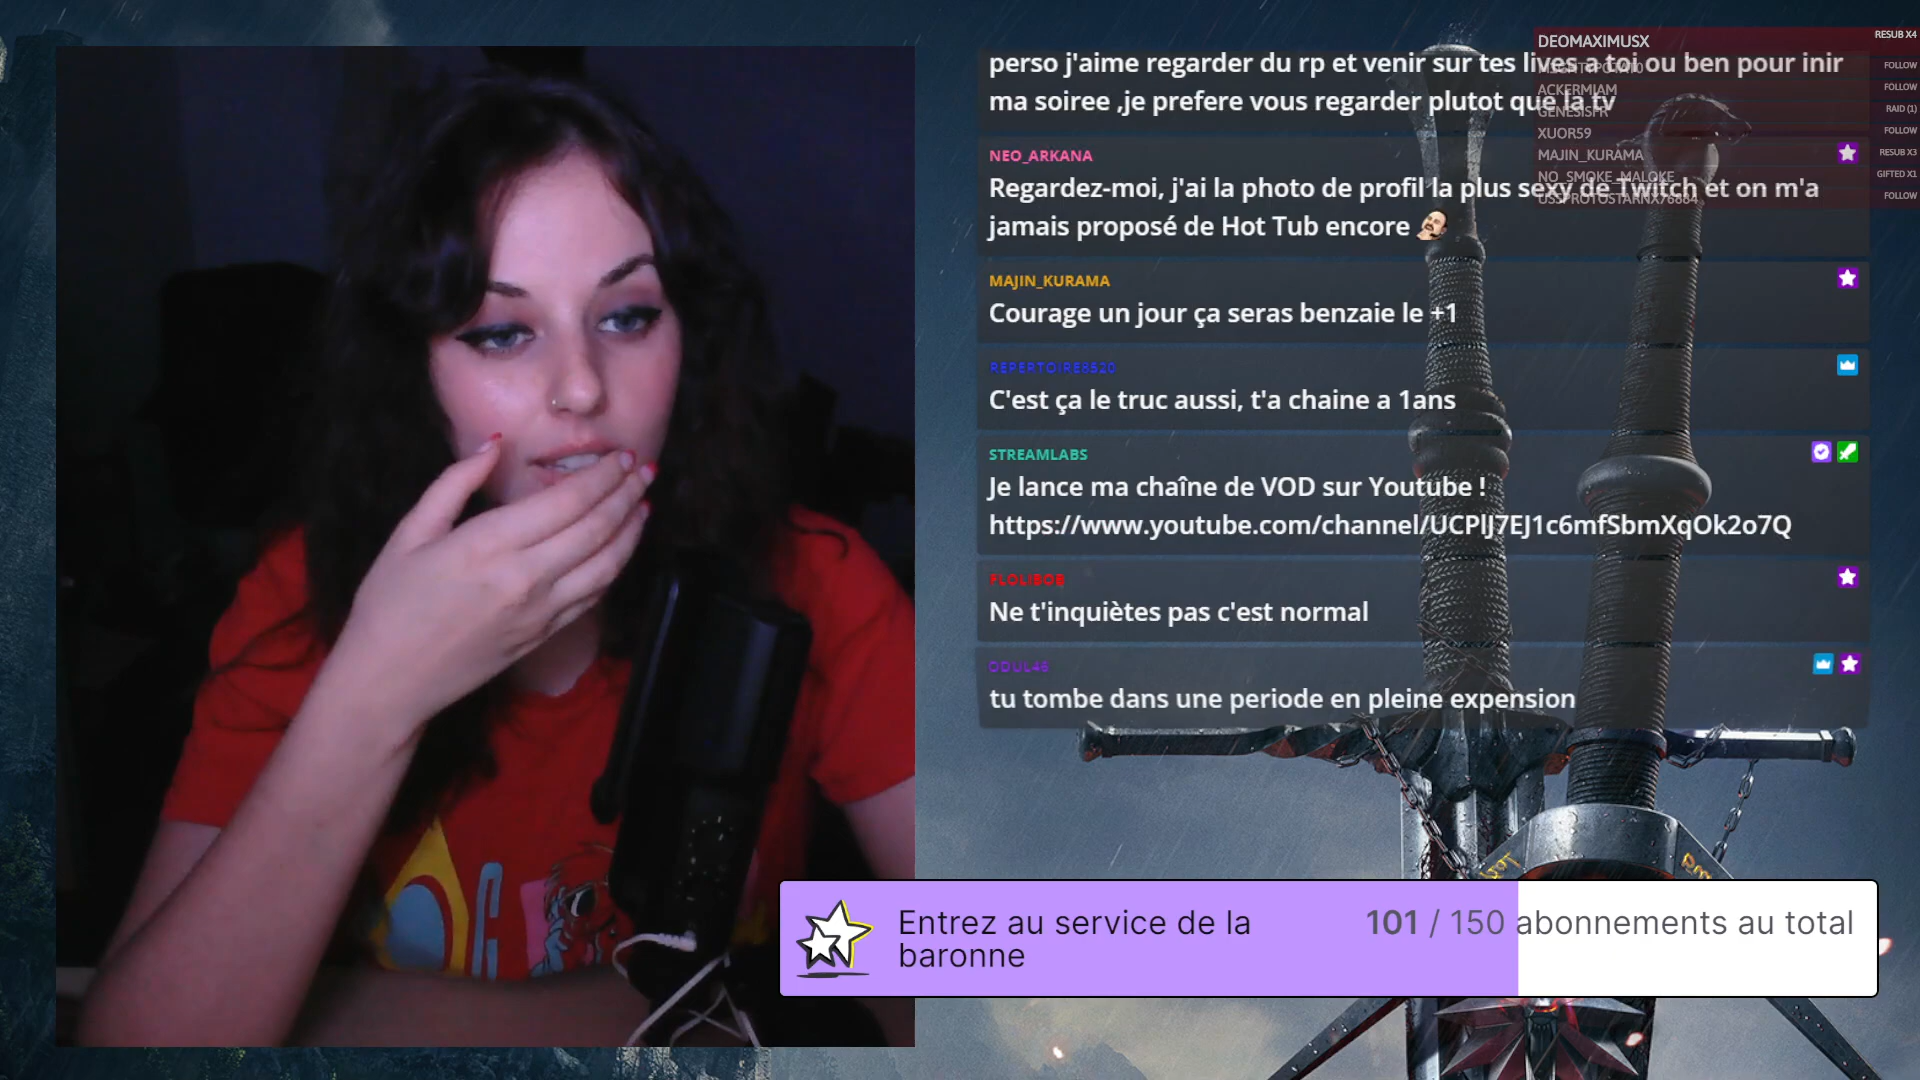 perso j'aime regarder du rp et venir sur tes lives a toi ou ben pour inir
ma soiree ,je prefere vous regarder plutot que la tv
NEO_ARKANA
Regardez-moi, j'ai la photo de profil la plus sexy de Twitch et on m'a
jamais proposé de Hot Tub encore
MAJIN_KURAMA
Courage un jour ça seras benzaie le +1
REPERTOIRE8520
C'est ça le truc aussi, t'a chaine a 1ans
STREAMLABS
Je lance ma chaîne de VOD sur Youtube !
https://www.youtube.com/channel/UCPlJ7EJ1c6mfSbmXqOk2o7Q
FLOLIBOE
Ne t'inquiètes pas c'est normal
ODUL46
tu tombe dans une periode en pleine expension
DEOMAXIMUSX RESUB X4
FOLLOW
ACKERMIAM FOLLOW
GENESISFR RAID (1)
XUOR59 FOLLOW
MAJIN_KURAMA RESUB X3
NO_SMOKE_MALOKE GIFTED X1
USSPROTOSTARNX76884 FOLLOW
Entrez au service de la
baronne
101 / 150 abonnements au total